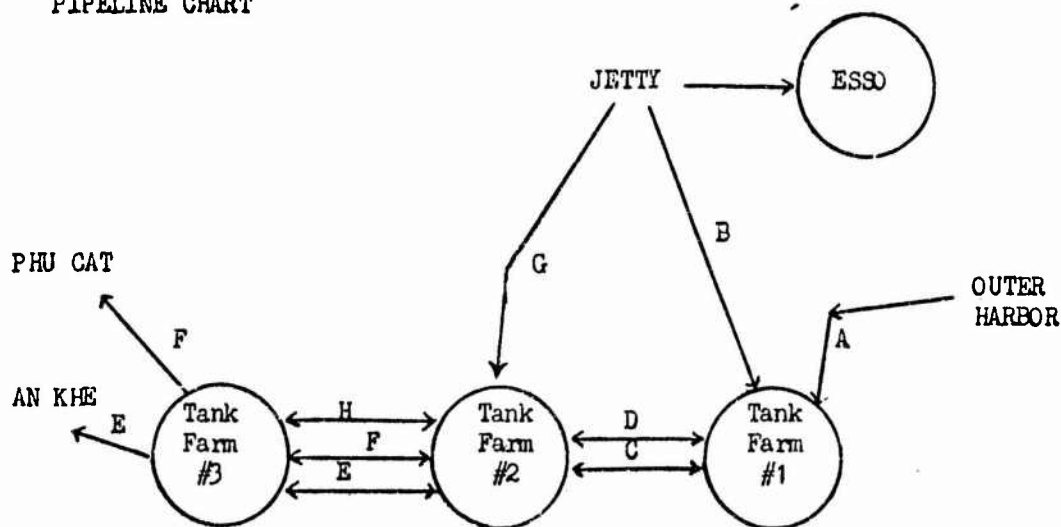 PIPELINE CHART
JETTY
ESSO
B
G
PHU CAT
OUTER
HARBOR
A
F
AN KHE
E
Tank
Farm
#3
H
F
E
Tank
Farm
#2
D
C
Tank
Farm
#1